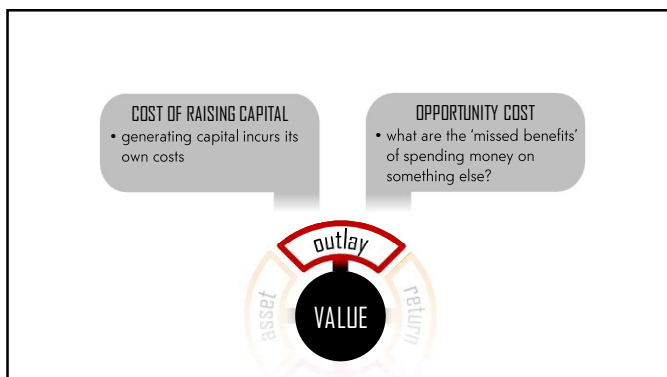 COST OF RAISING CAPITAL
• generating capital incurs its
own costs
OPPORTUNITY COST
• what are the ‘missed benefits’
of spending money on
something else?
outlay
asset
VALUE
return